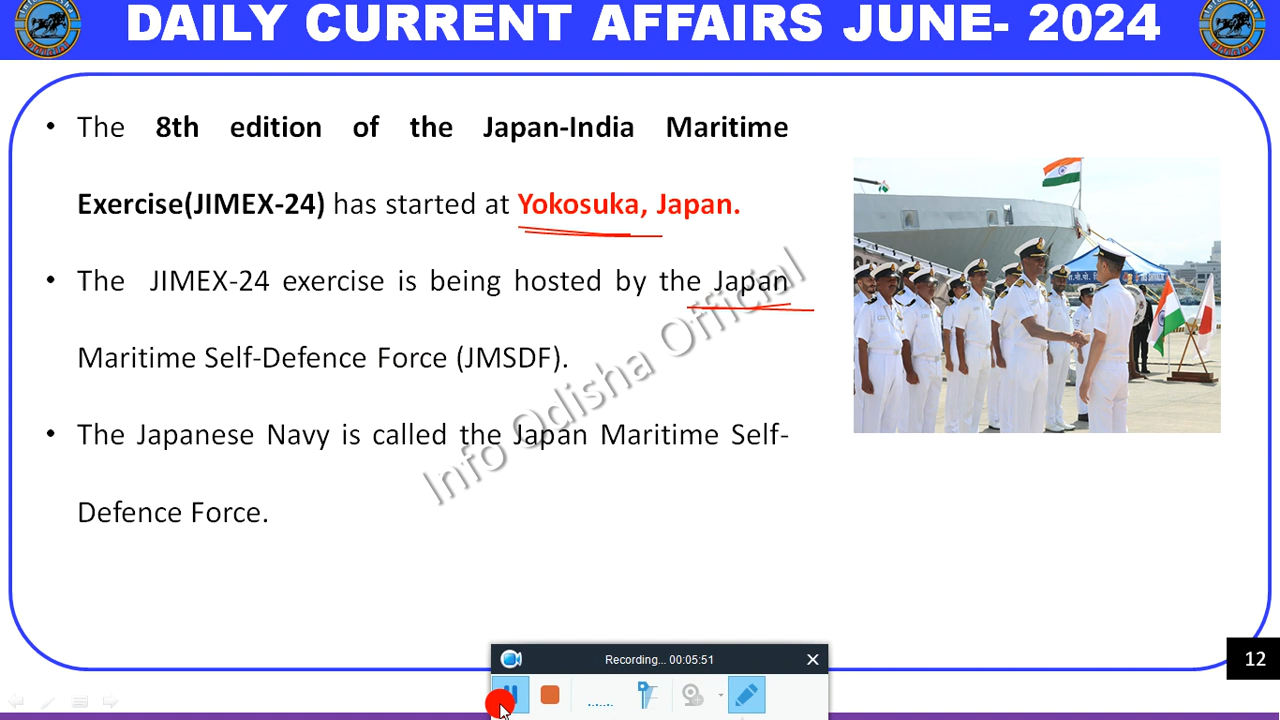 DAILY CURRENT AFFAIRS JUNE- 2024
• The 8th edition of the Japan-India Maritime
Exercise(JIMEX-24) has started at Yokosuka, Japan.
• The JIMEX-24 exercise is being hosted by the Japan
Maritime Self-Defence Force (JMSDF).
• The Japanese Navy is called the Japan Maritime Self-
Defence Force.
Info Odisha Official
Recording... 00:05:51
12